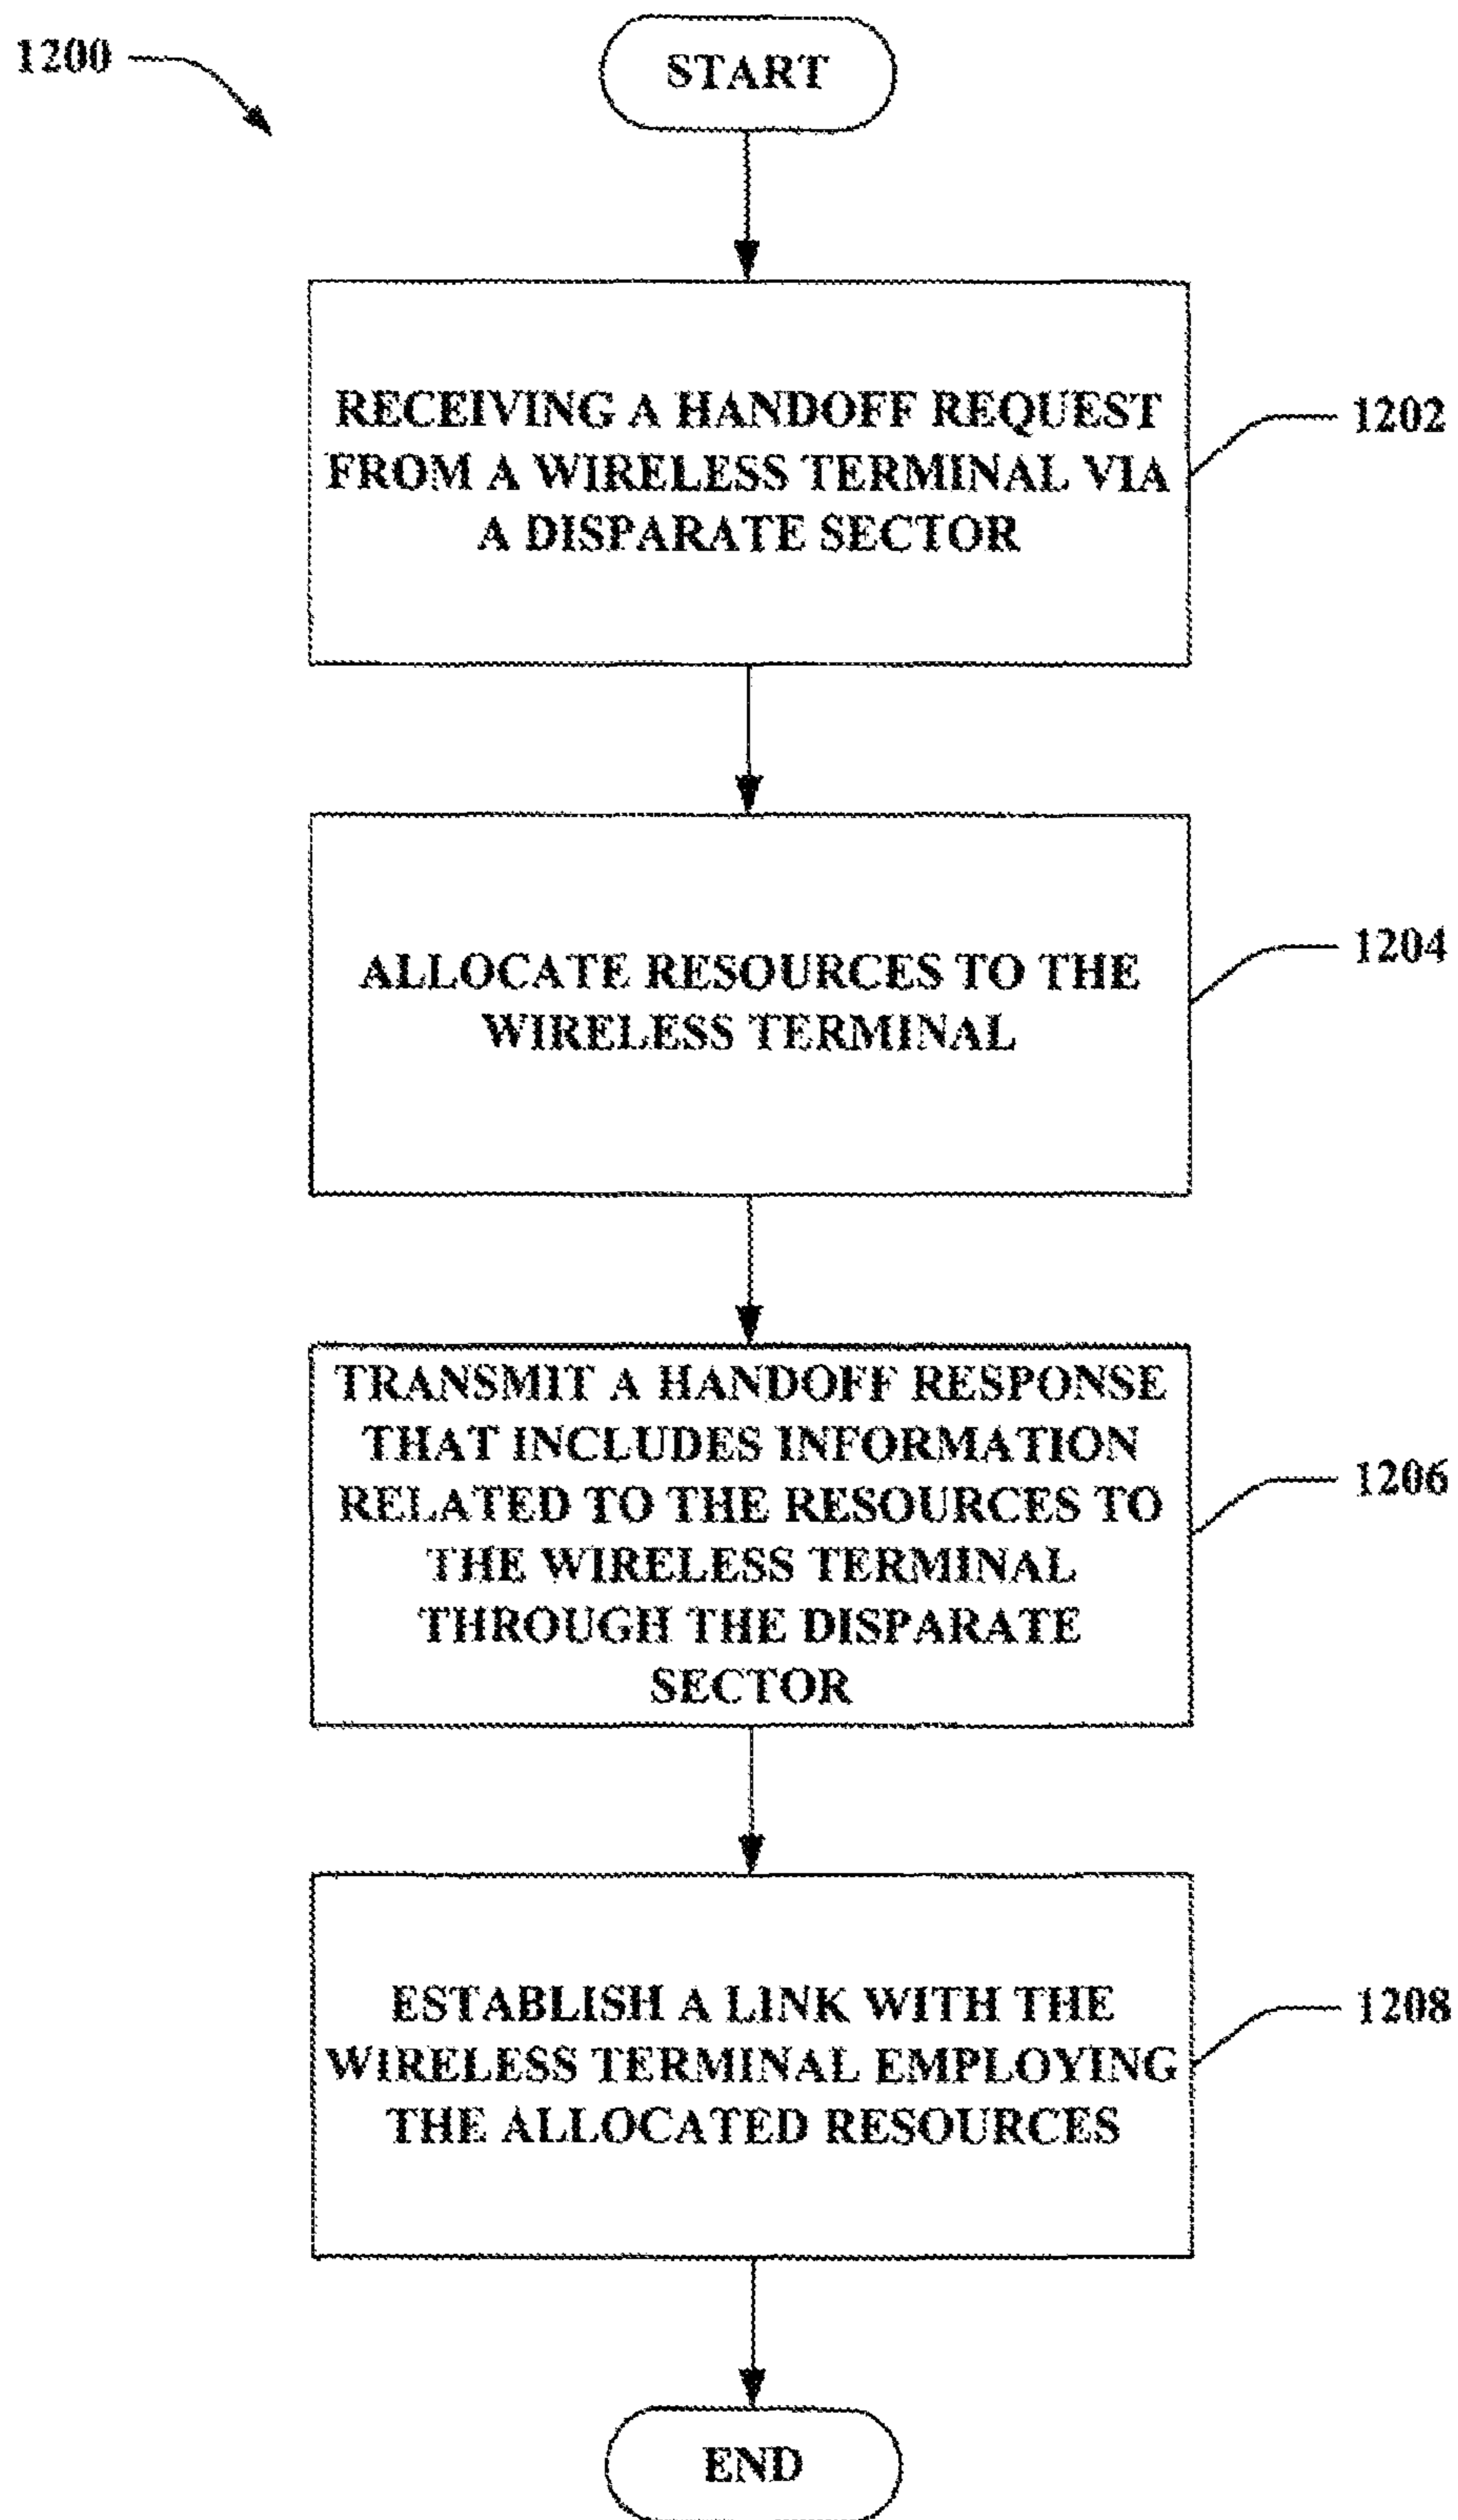 1200
START
RECEIVING A HANDOFF REQUEST
FROM A WIRELESS TERMINAL VIA
A DISPARATE SECTOR
1202
ALLOCATE RESOURCES TO THE
WIRELESS TERMINAL
1204
TRANSMIT A HANDOFF RESPONSE
THAT INCLUDES INFORMATION
RELATED TO THE RESOURCES TO
THE WIRELESS TERMINAL
THROUGH THE DISPARATE
SECTOR
1206
ESTABLISH A LINK WITH THE
WIRELESS TERMINAL EMPLOYING
THE ALLOCATED RESOURCES
1208
END